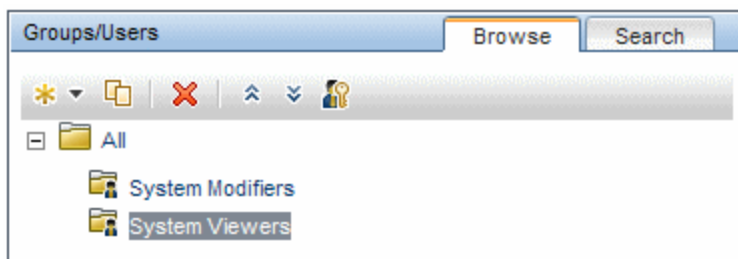 Groups/Users Browse Search
All
System Modifiers
System Viewers